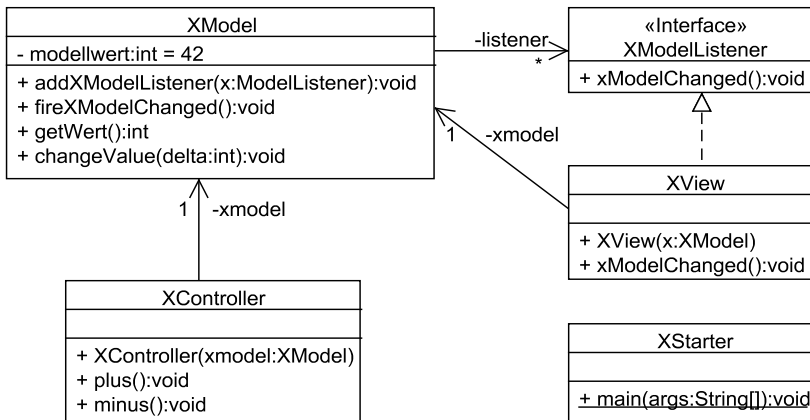 XModel
- modellwert:int = 42
+ addXModelListener(x:ModelListener):void
+ fireXModelChanged():void
+ getWert():int
+ changeValue(delta:int):void
-listener
*
«Interface»
XModelListener
+ xModelChanged():void
1
-xmodel
XView
+ XView(x:XModel)
+ xModelChanged():void
1
-xmodel
XController
+ XController(xmodel:XModel)
+ plus():void
+ minus():void
XStarter
+ main(args:String[]):void